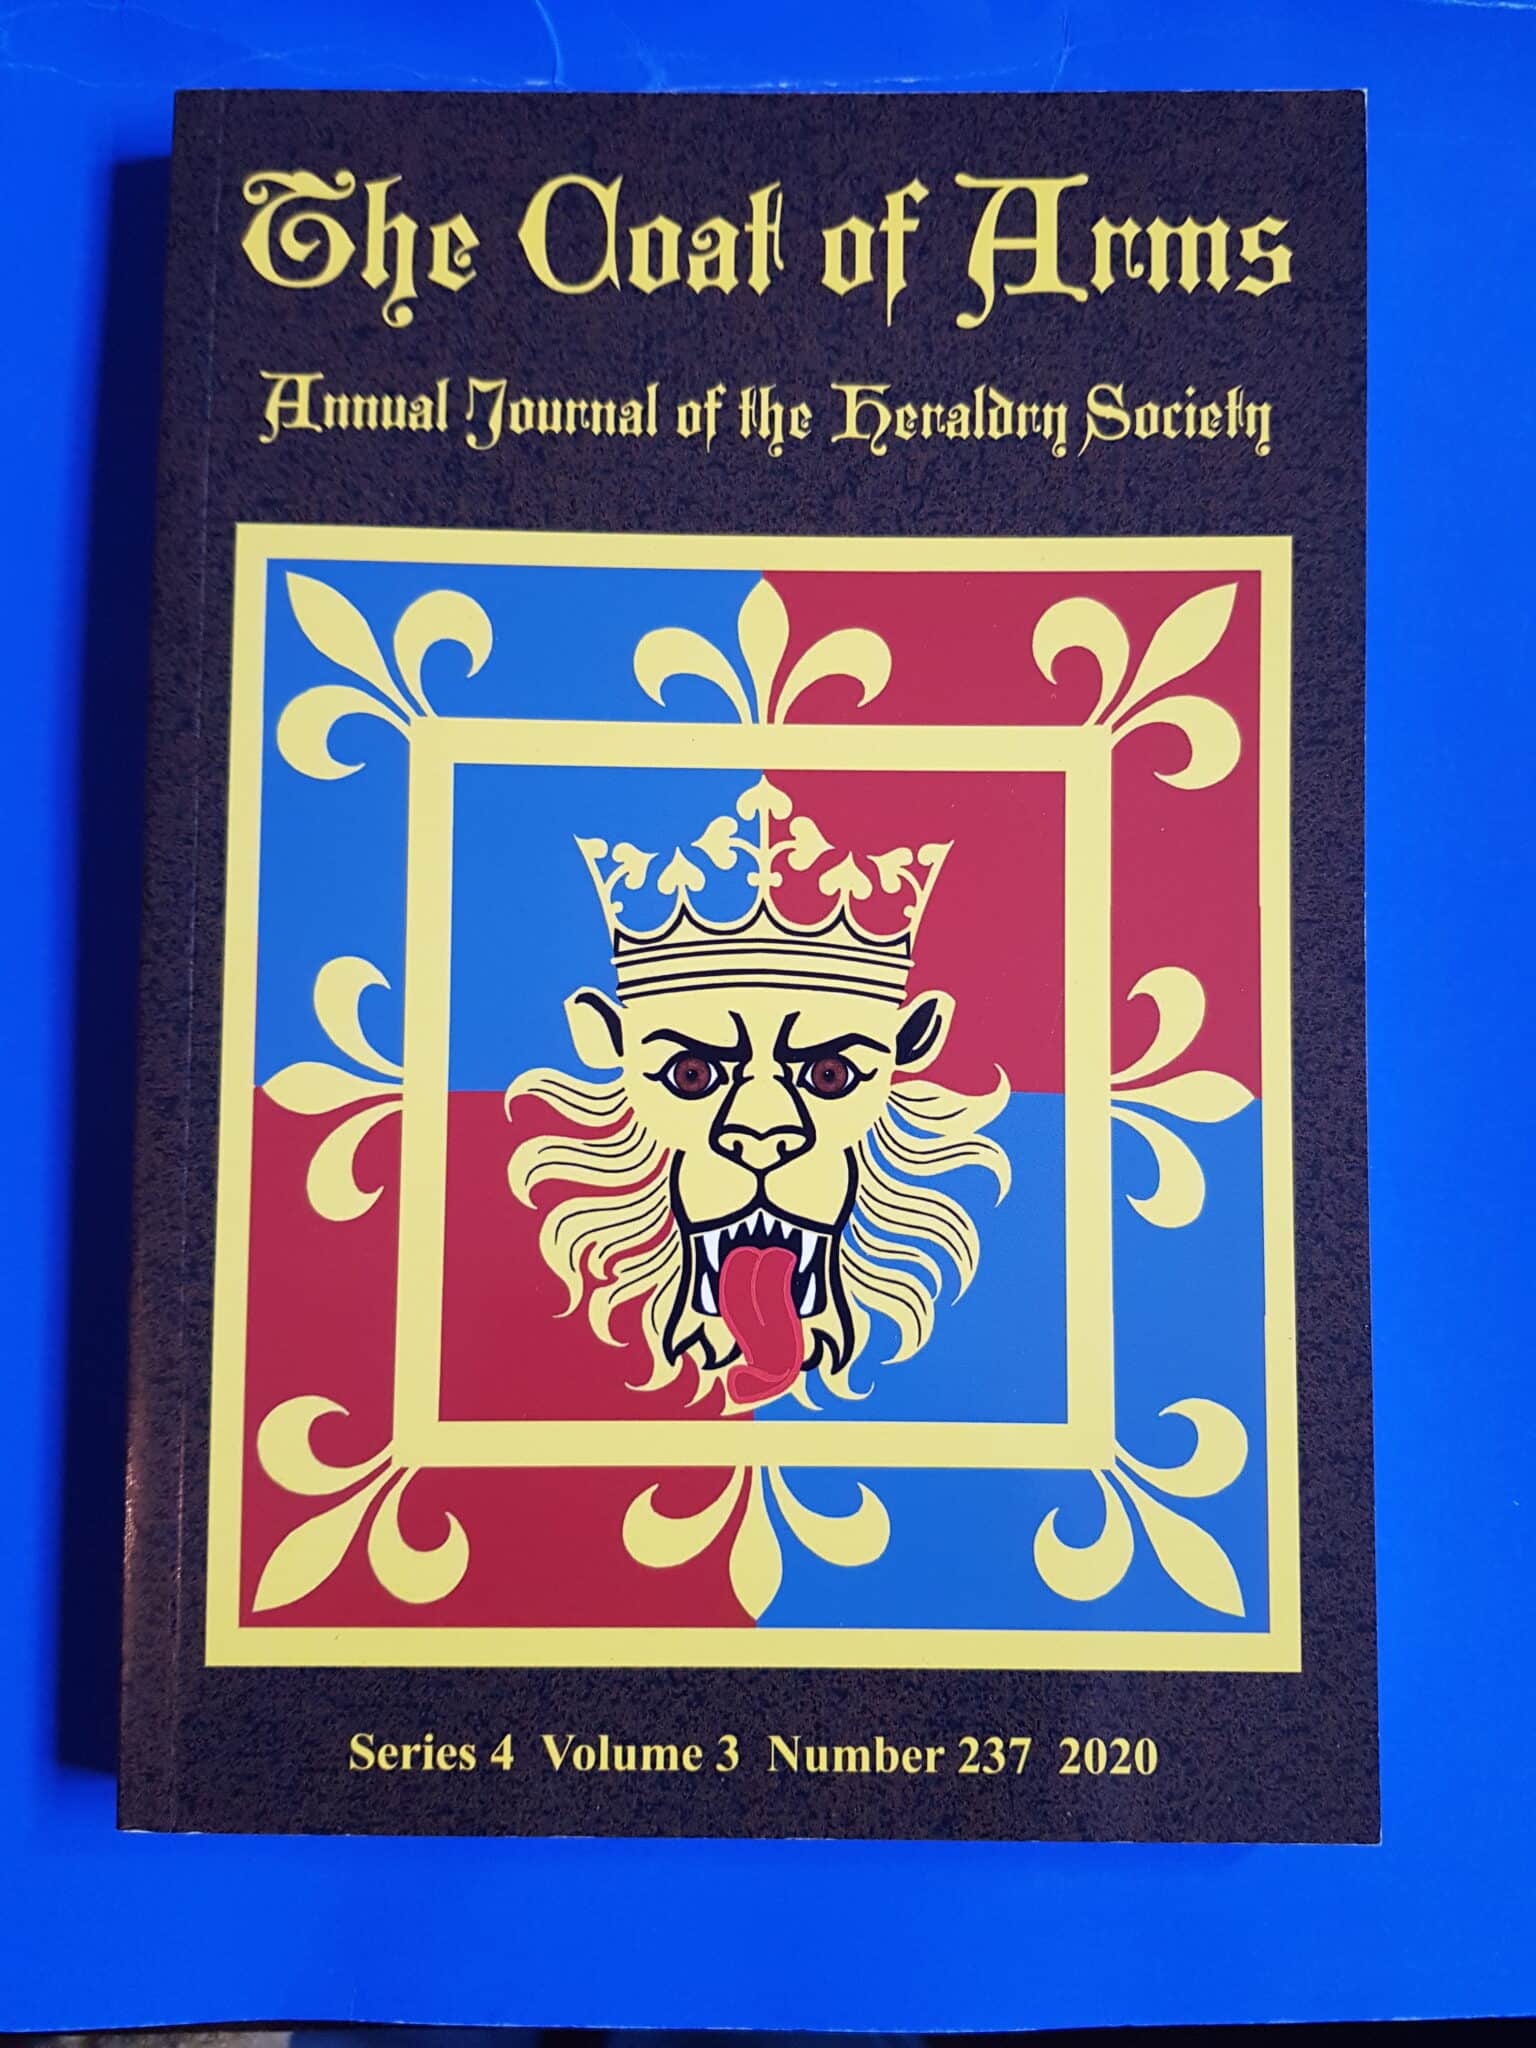 The Coat of Arms
Annual Journal of the Heraldry Society
Series 4 Volume 3 Number 237 2020